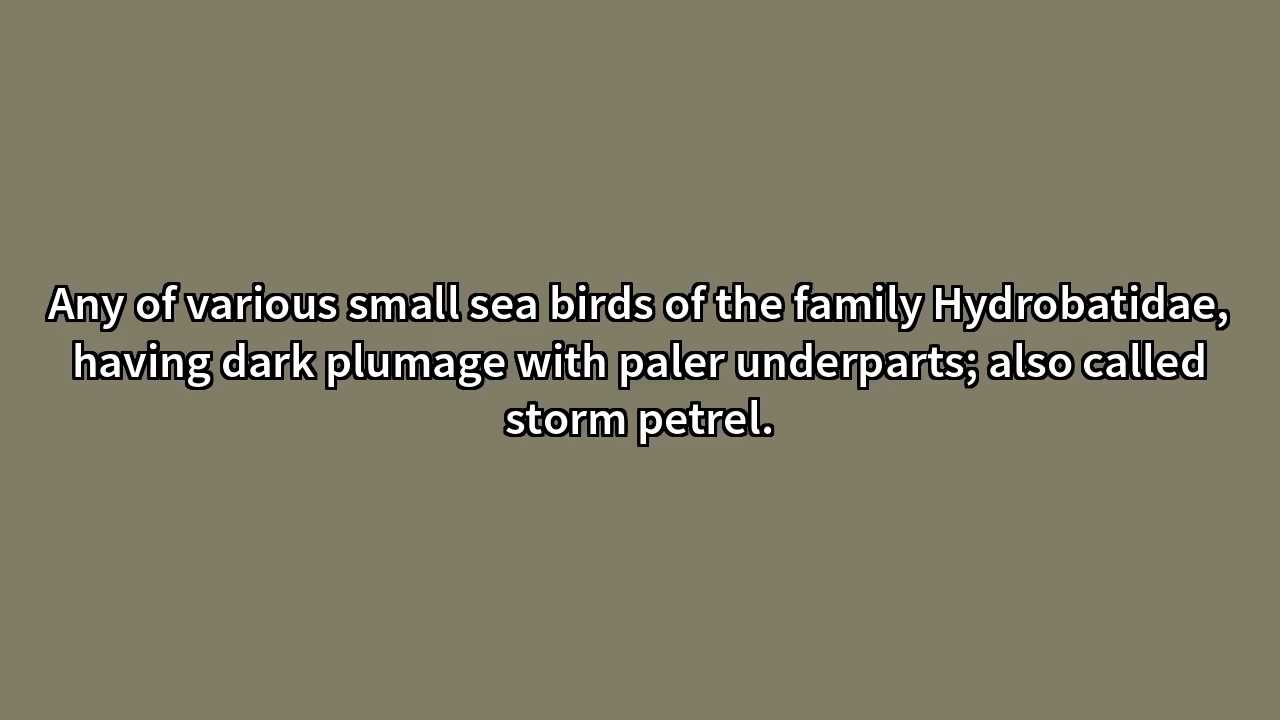 Any of various small sea birds of the family Hydrobatidae,
having dark plumage with paler underparts; also called
storm petrel.